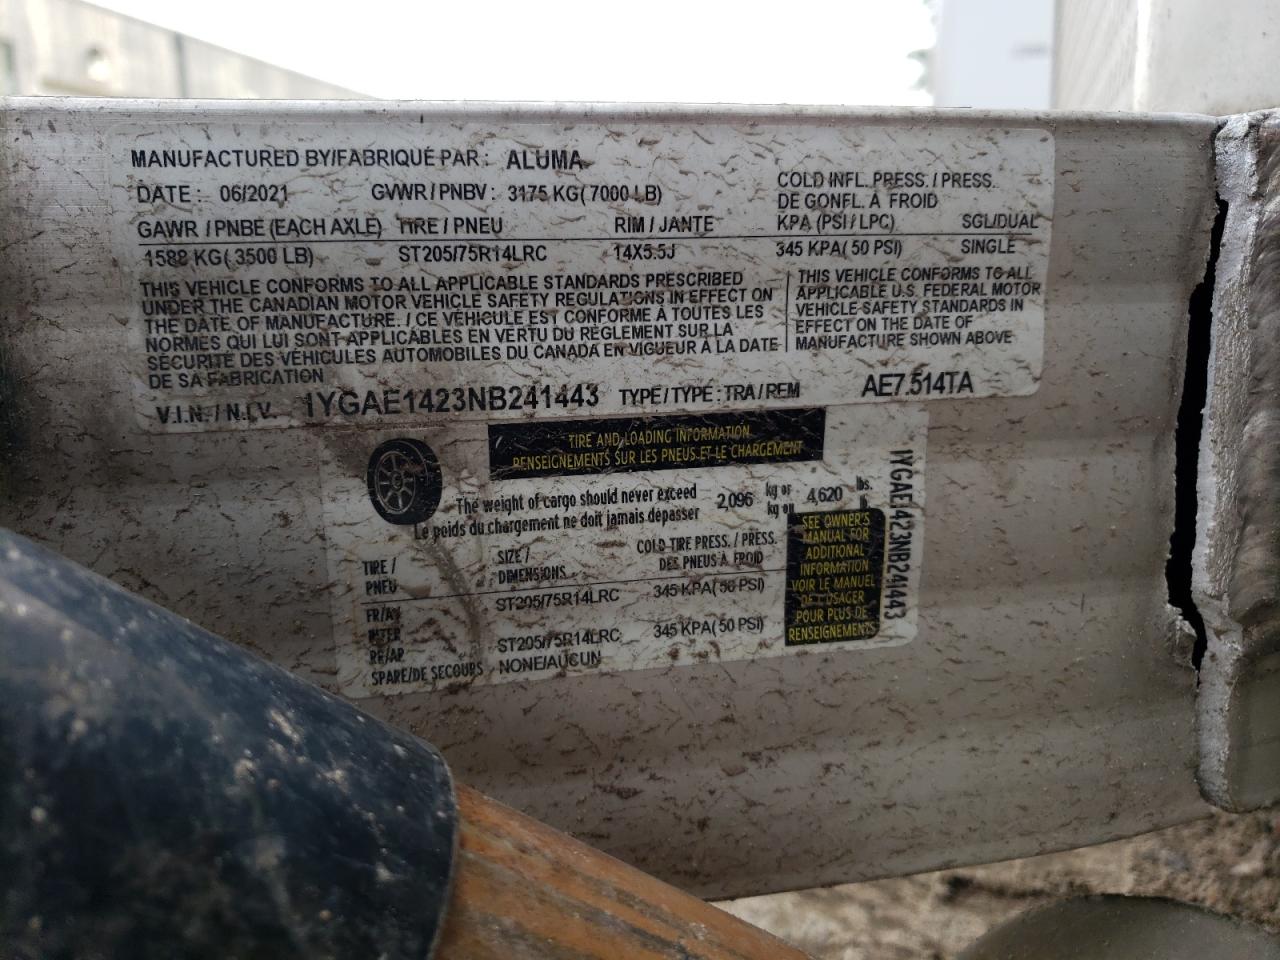 MANUFACTURED BY/FABRIQUÉ PAR : ALUMA
DATE : 06/2021 GVWR / PNBV : 3175 KG( 7000 LB) COLD INFL. PRESS. / PRESS.
DE GONFL. À FROID
GAWR / PNBE (EACH AXLE) TIRE / PNEU RIM / JANTE KPA (PSI / LPC) SGL/DUAL
1588 KG( 3500 LB) ST205/75R14LRC 14X5.5J 345 KPA( 50 PSI) SINGLE
THIS VEHICLE CONFORMS TO ALL APPLICABLE STANDARDS PRESCRIBED
UNDER THE CANADIAN MOTOR VEHICLE SAFETY REGULATIONS IN EFFECT ON
THE DATE OF MANUFACTURE. / CE VÉHICULE EST CONFORME À TOUTES LES
NORMES QUI LUI SONT APPLICABLES EN VERTU DU RÈGLEMENT SUR LA
SÉCURITÉ DES VÉHICULES AUTOMOBILES DU CANADA EN VIGUEUR À LA DATE
DE SA FABRICATION
THIS VEHICLE CONFORMS TO ALL
APPLICABLE U.S. FEDERAL MOTOR
VEHICLE SAFETY STANDARDS IN
EFFECT ON THE DATE OF
MANUFACTURE SHOWN ABOVE
V.I.N. / N.I.V. 1YGAE1423NB241443 TYPE / TYPE : TRA / REM AE7.514TA
TIRE AND LOADING INFORMATION
RENSEIGNEMENTS SUR LES PNEUS ET LE CHARGEMENT
The weight of cargo should never exceed 2,096 kg or 4,620 lbs.
Le poids du chargement ne doit jamais dépasser kg ou lb
TIRE /
PNEU
SIZE /
DIMENSIONS
COLD TIRE PRESS. / PRESS.
DES PNEUS À FROID
FR/AV ST205/75R14LRC 345 KPA( 50 PSI)
INTER
RE/AR ST205/75R14LRC 345 KPA( 50 PSI)
SPARE/DE SECOURS NONE/AUCUN
SEE OWNER'S
MANUAL FOR
ADDITIONAL
INFORMATION
VOIR LE MANUEL
DE L'USAGER
POUR PLUS DE
RENSEIGNEMENTS
1YGAE1423NB241443